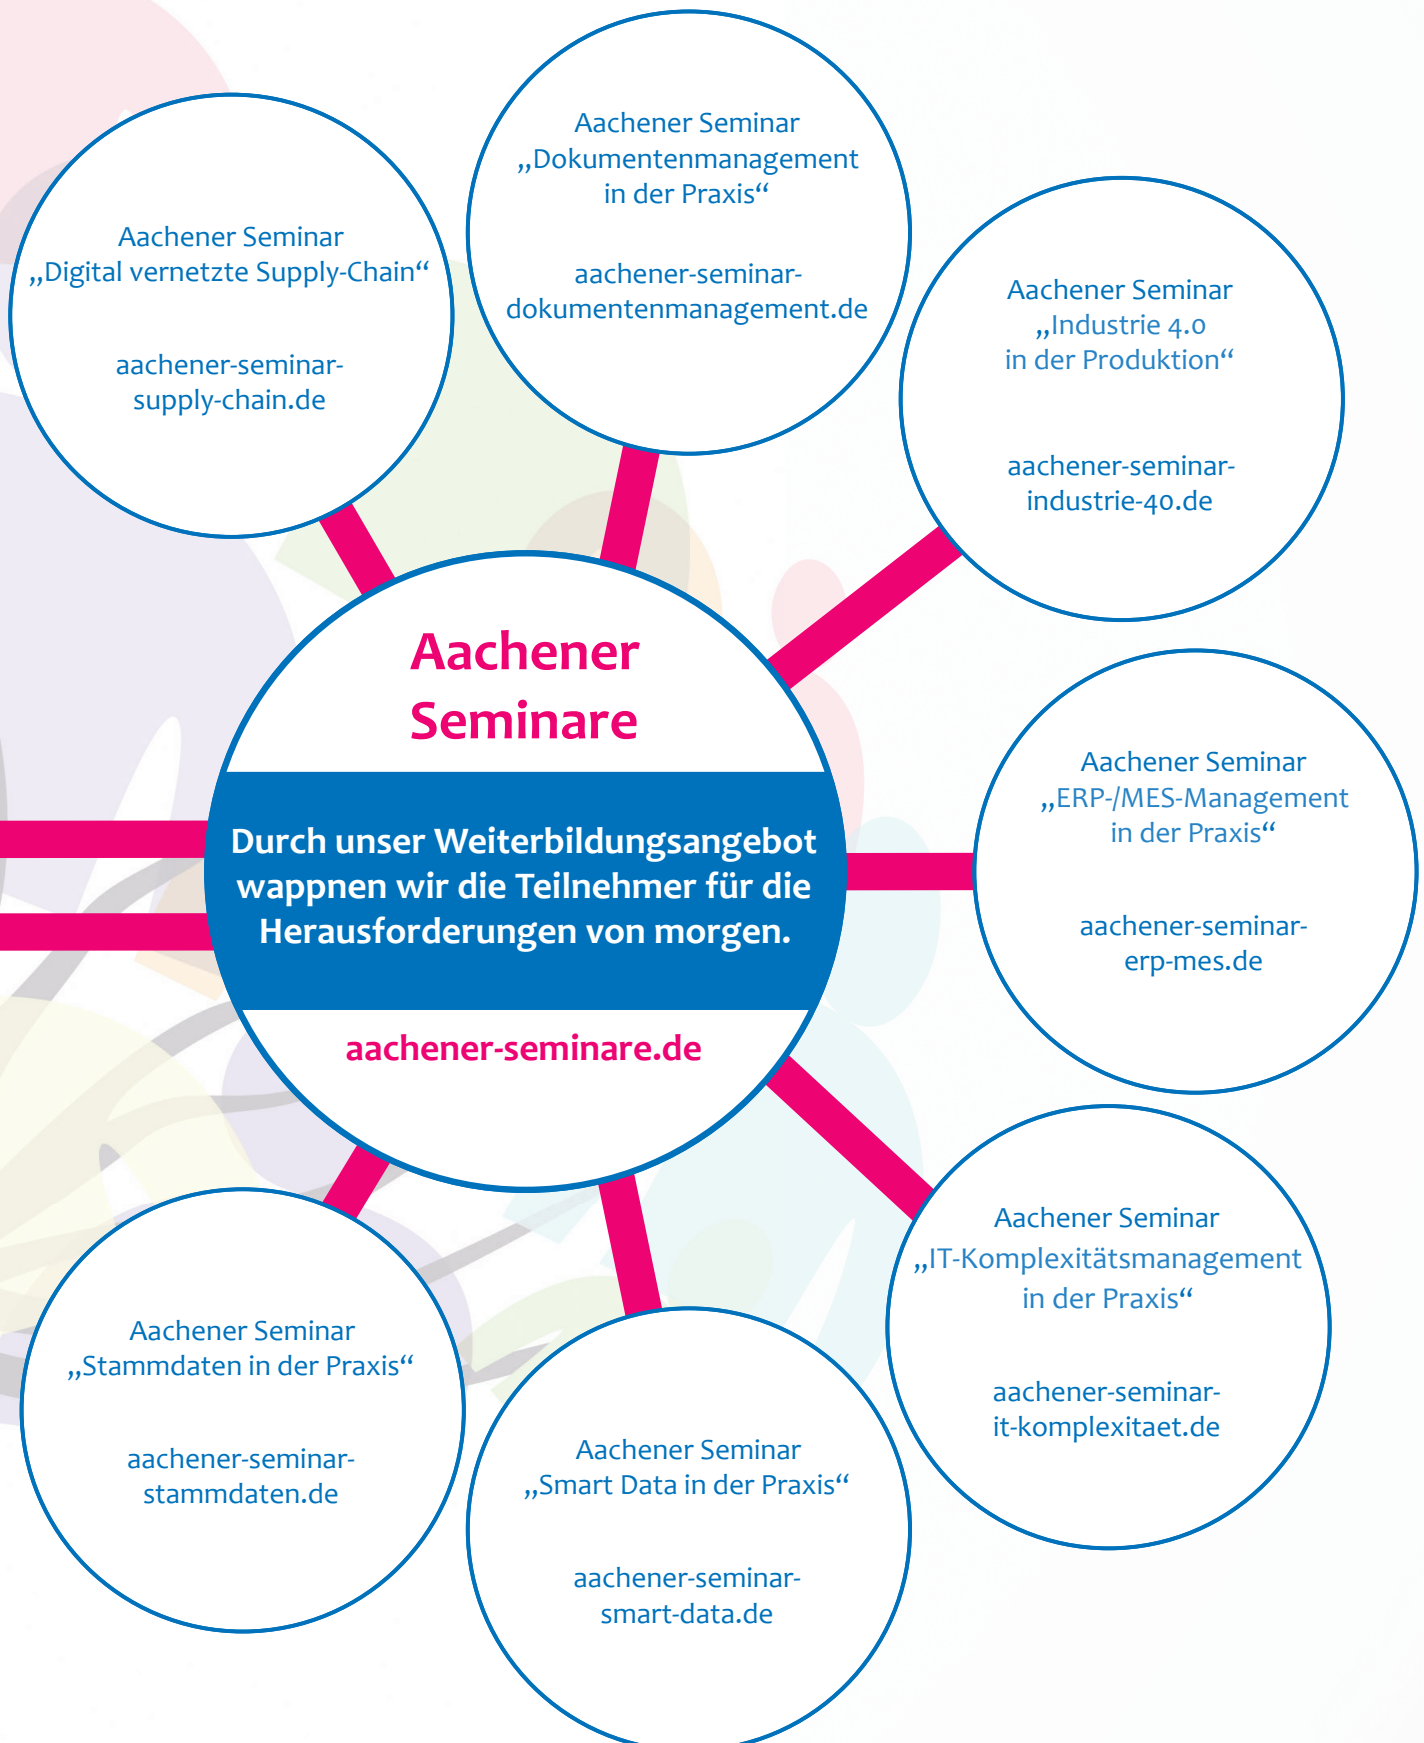 Aachener Seminar
„Dokumentenmanagement
in der Praxis“
aachener-seminar-
dokumentenmanagement.de
Aachener Seminar
„Digital vernetzte Supply-Chain“
aachener-seminar-
supply-chain.de
Aachener Seminar
„Industrie 4.0
in der Produktion“
aachener-seminar-
industrie-40.de
Aachener
Seminare
Durch unser Weiterbildungsangebot
wappnen wir die Teilnehmer für die
Herausforderungen von morgen.
aachener-seminare.de
Aachener Seminar
„ERP-/MES-Management
in der Praxis“
aachener-seminar-
erp-mes.de
Aachener Seminar
„IT-Komplexitätsmanagement
in der Praxis“
aachener-seminar-
it-komplexitaet.de
Aachener Seminar
„Stammdaten in der Praxis“
aachener-seminar-
stammdaten.de
Aachener Seminar
„Smart Data in der Praxis“
aachener-seminar-
smart-data.de